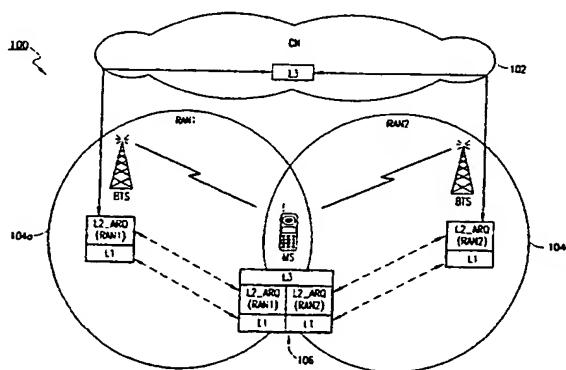 100
CN
L3
102
RAN1
RAN2
BTS
BTS
MS
L2_ARQ
(RAN1)
L1
L2_ARQ
(RAN2)
L1
104a
104
L3
L2_ARQ
(RAN1)
L2_ARQ
(RAN2)
L1
L1
106